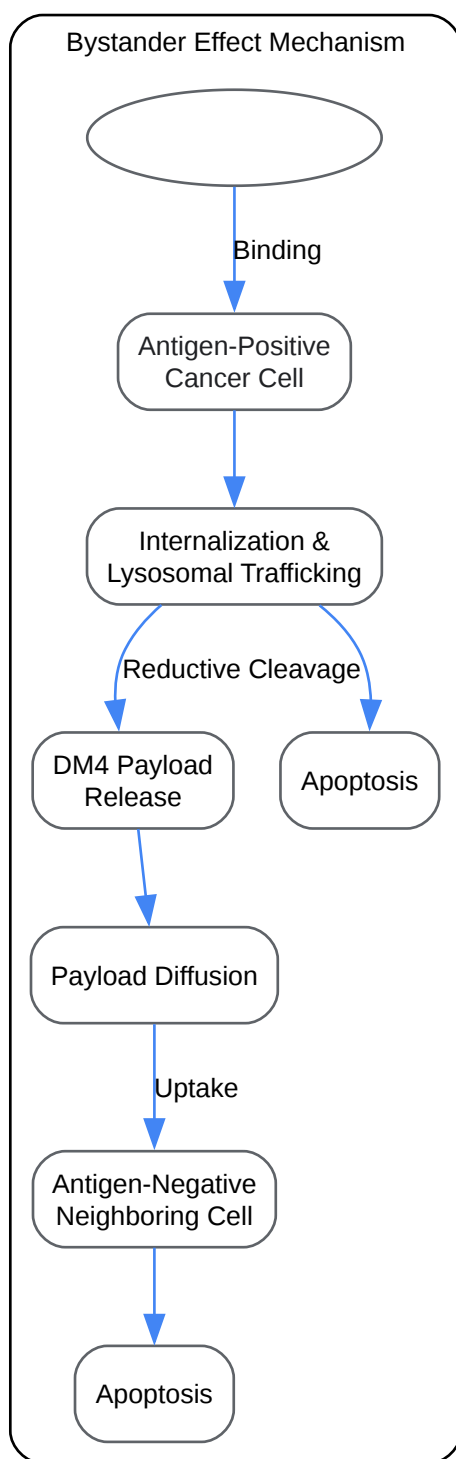 Bystander Effect Mechanism
Binding
Antigen-Positive
Cancer Cell
Internalization &
Lysosomal Trafficking
Reductive Cleavage
DM4 Payload
Release
Apoptosis
Payload Diffusion
Uptake
Antigen-Negative
Neighboring Cell
Apoptosis